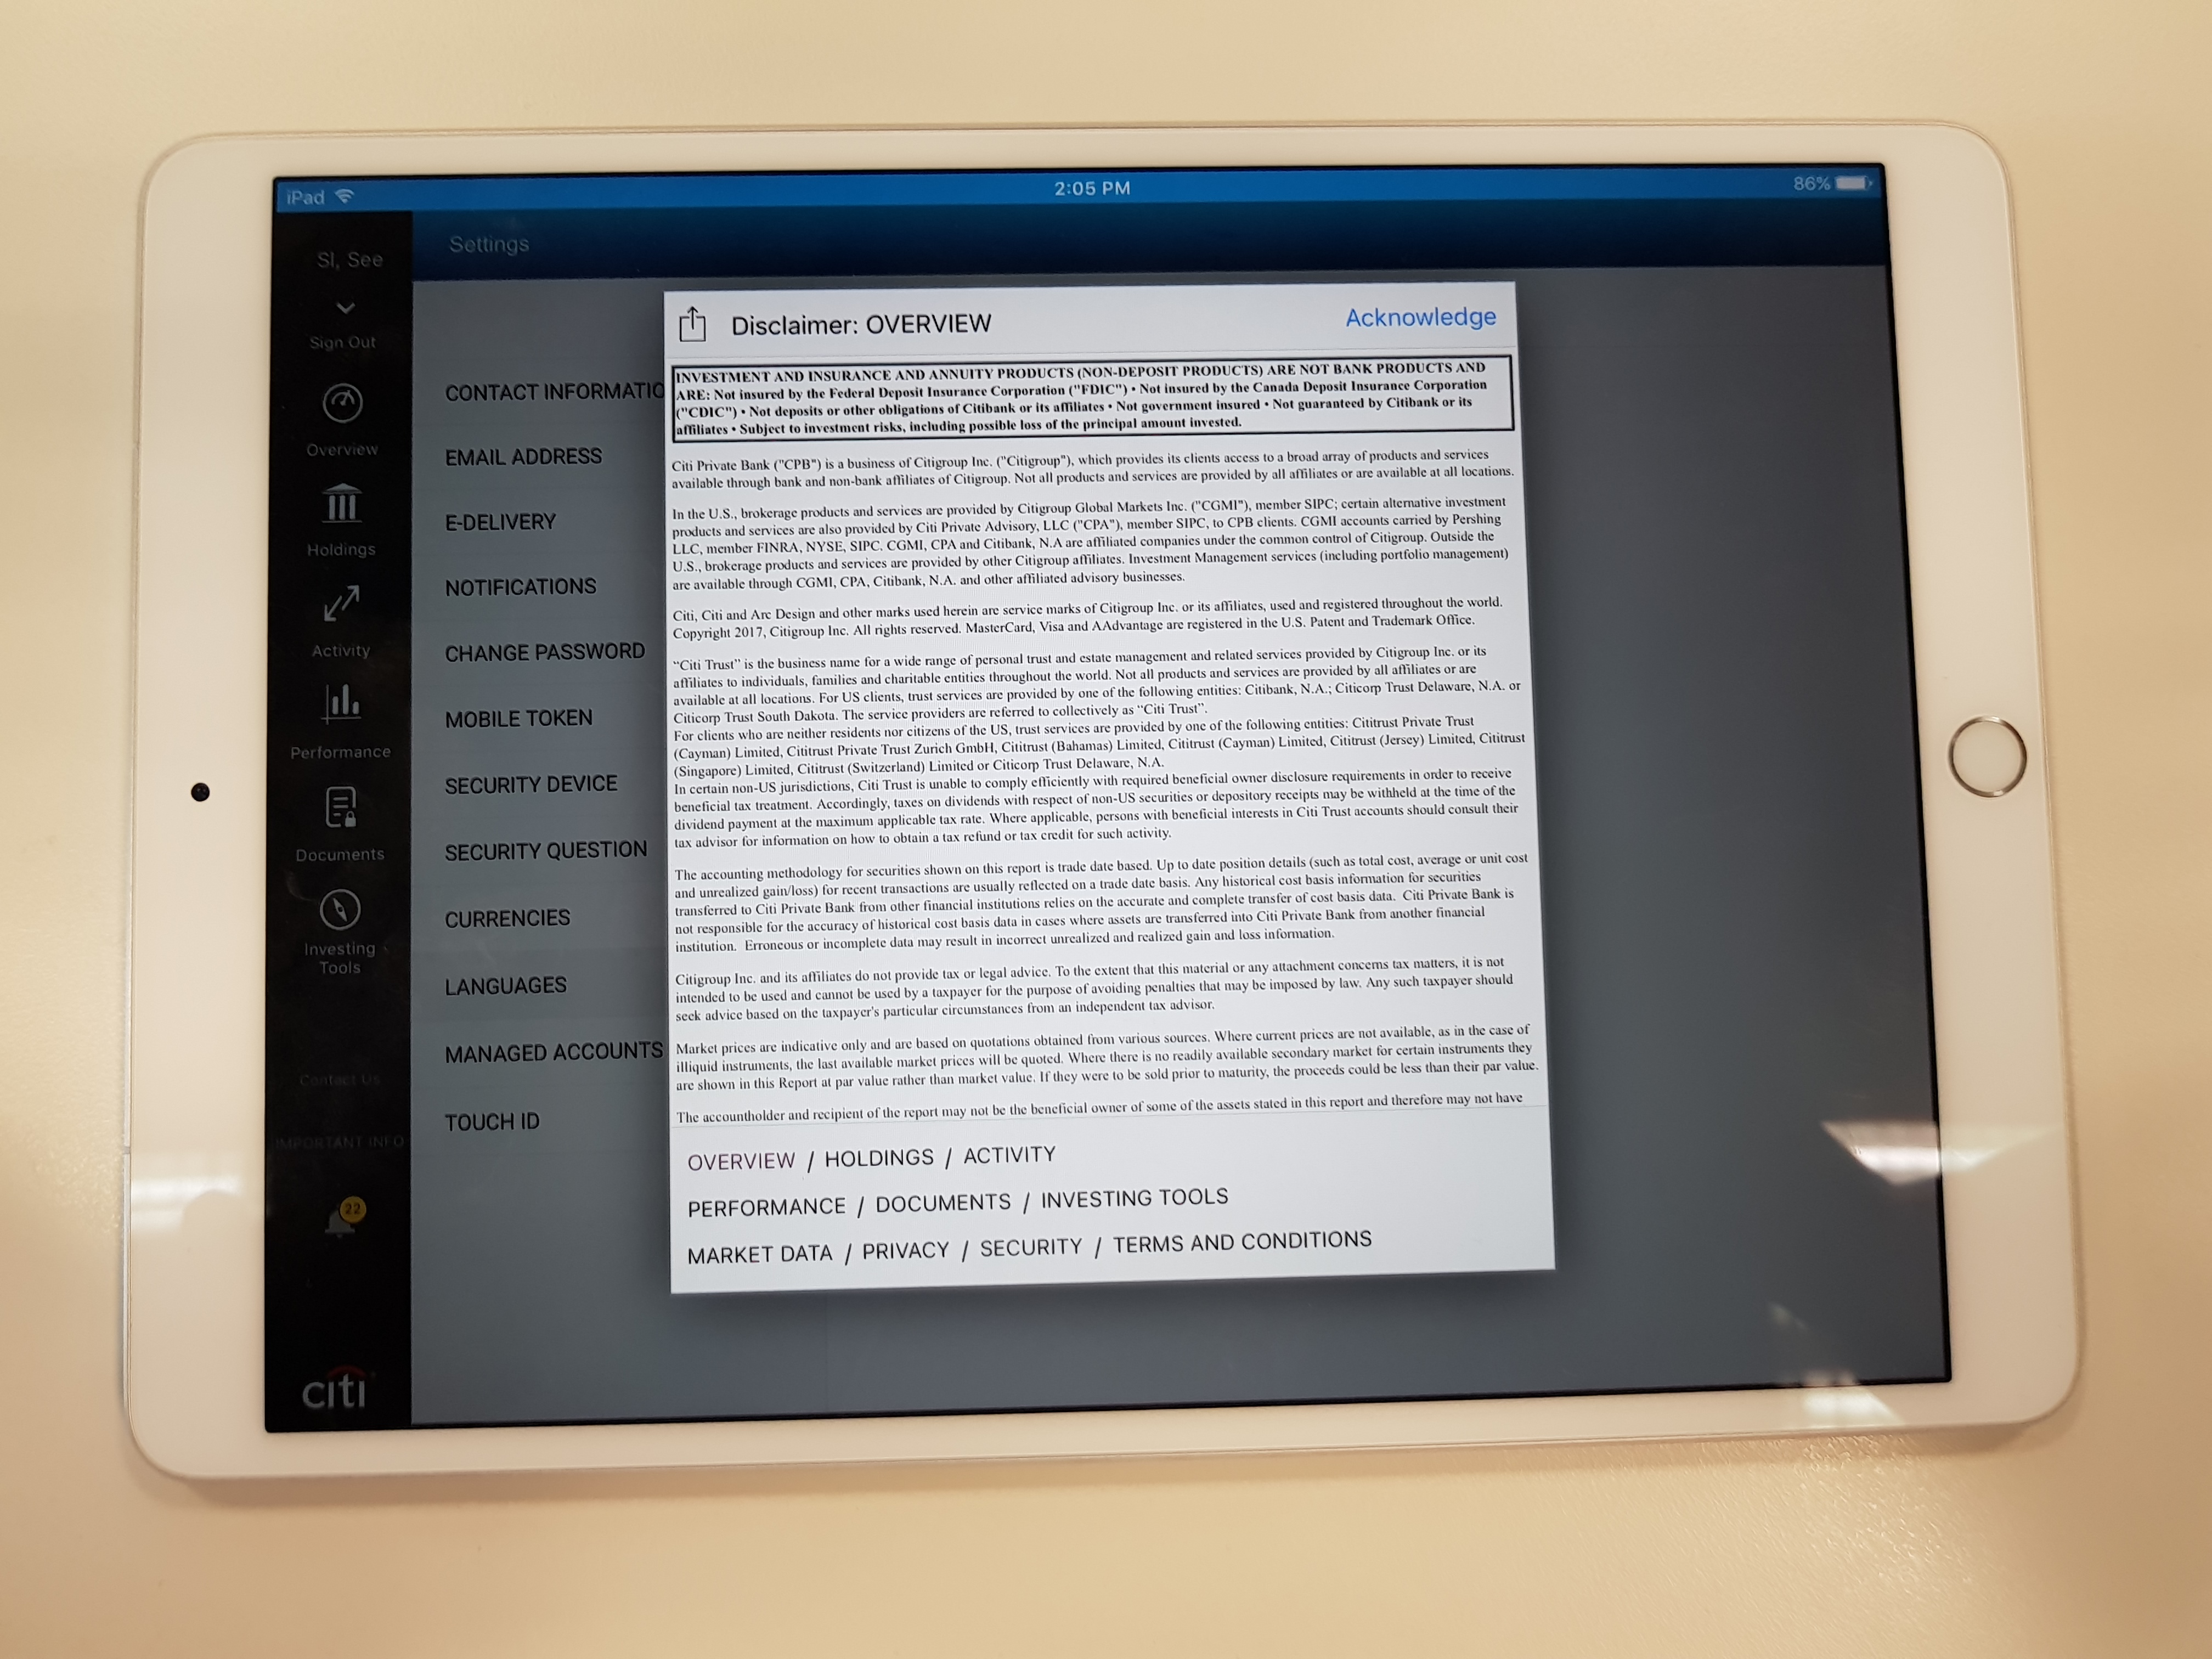 iPad
2:05 PM
86%
SI, See
Sign Out
Overview
Holdings
Activity
Performance
Documents
Investing
Tools
Contact Us
IMPORTANT INFO
22
citi
Settings
CONTACT INFORMATIO
EMAIL ADDRESS
E-DELIVERY
NOTIFICATIONS
CHANGE PASSWORD
MOBILE TOKEN
SECURITY DEVICE
SECURITY QUESTION
CURRENCIES
LANGUAGES
MANAGED ACCOUNTS
TOUCH ID
Disclaimer: OVERVIEW
Acknowledge
INVESTMENT AND INSURANCE AND ANNUITY PRODUCTS (NON-DEPOSIT PRODUCTS) ARE NOT BANK PRODUCTS AND
ARE: Not insured by the Federal Deposit Insurance Corporation ("FDIC") • Not insured by the Canada Deposit Insurance Corporation
("CDIC") • Not deposits or other obligations of Citibank or its affiliates • Not government insured • Not guaranteed by Citibank or its
affiliates • Subject to investment risks, including possible loss of the principal amount invested.
Citi Private Bank ("CPB") is a business of Citigroup Inc. ("Citigroup"), which provides its clients access to a broad array of products and services
available through bank and non-bank affiliates of Citigroup. Not all products and services are provided by all affiliates or are available at all locations.
In the U.S., brokerage products and services are provided by Citigroup Global Markets Inc. ("CGMI"), member SIPC; certain alternative investment
products and services are also provided by Citi Private Advisory, LLC ("CPA"), member SIPC, to CPB clients. CGMI accounts carried by Pershing
LLC, member FINRA, NYSE, SIPC. CGMI, CPA and Citibank, N.A are affiliated companies under the common control of Citigroup. Outside the
U.S., brokerage products and services are provided by other Citigroup affiliates. Investment Management services (including portfolio management)
are available through CGMI, CPA, Citibank, N.A. and other affiliated advisory businesses.
Citi, Citi and Arc Design and other marks used herein are service marks of Citigroup Inc. or its affiliates, used and registered throughout the world.
Copyright 2017, Citigroup Inc. All rights reserved. MasterCard, Visa and AAdvantage are registered in the U.S. Patent and Trademark Office.
"Citi Trust" is the business name for a wide range of personal trust and estate management and related services provided by Citigroup Inc. or its
affiliates to individuals, families and charitable entities throughout the world. Not all products and services are provided by all affiliates or are
available at all locations. For US clients, trust services are provided by one of the following entities: Citibank, N.A.; Citicorp Trust Delaware, N.A. or
Citicorp Trust South Dakota. The service providers are referred to collectively as "Citi Trust".
For clients who are neither residents nor citizens of the US, trust services are provided by one of the following entities: Cititrust Private Trust
(Cayman) Limited, Cititrust Private Trust Zurich GmbH, Cititrust (Bahamas) Limited, Cititrust (Cayman) Limited, Cititrust (Jersey) Limited, Cititrust
(Singapore) Limited, Cititrust (Switzerland) Limited or Citicorp Trust Delaware, N.A.
In certain non-US jurisdictions, Citi Trust is unable to comply efficiently with required beneficial owner disclosure requirements in order to receive
beneficial tax treatment. Accordingly, taxes on dividends with respect of non-US securities or depository receipts may be withheld at the time of the
dividend payment at the maximum applicable tax rate. Where applicable, persons with beneficial interests in Citi Trust accounts should consult their
tax advisor for information on how to obtain a tax refund or tax credit for such activity.
The accounting methodology for securities shown on this report is trade date based. Up to date position details (such as total cost, average or unit cost
and unrealized gain/loss) for recent transactions are usually reflected on a trade date basis. Any historical cost basis information for securities
transferred to Citi Private Bank from other financial institutions relies on the accurate and complete transfer of cost basis data. Citi Private Bank is
not responsible for the accuracy of historical cost basis data in cases where assets are transferred into Citi Private Bank from another financial
institution. Erroneous or incomplete data may result in incorrect unrealized and realized gain and loss information.
Citigroup Inc. and its affiliates do not provide tax or legal advice. To the extent that this material or any attachment concerns tax matters, it is not
intended to be used and cannot be used by a taxpayer for the purpose of avoiding penalties that may be imposed by law. Any such taxpayer should
seek advice based on the taxpayer's particular circumstances from an independent tax advisor.
Market prices are indicative only and are based on quotations obtained from various sources. Where current prices are not available, as in the case of
illiquid instruments, the last available market prices will be quoted. Where there is no readily available secondary market for certain instruments they
are shown in this Report at par value rather than market value. If they were to be sold prior to maturity, the proceeds could be less than their par value.
The accountholder and recipient of the report may not be the beneficial owner of some of the assets stated in this report and therefore may not have
OVERVIEW / HOLDINGS / ACTIVITY
PERFORMANCE / DOCUMENTS / INVESTING TOOLS
MARKET DATA / PRIVACY / SECURITY / TERMS AND CONDITIONS